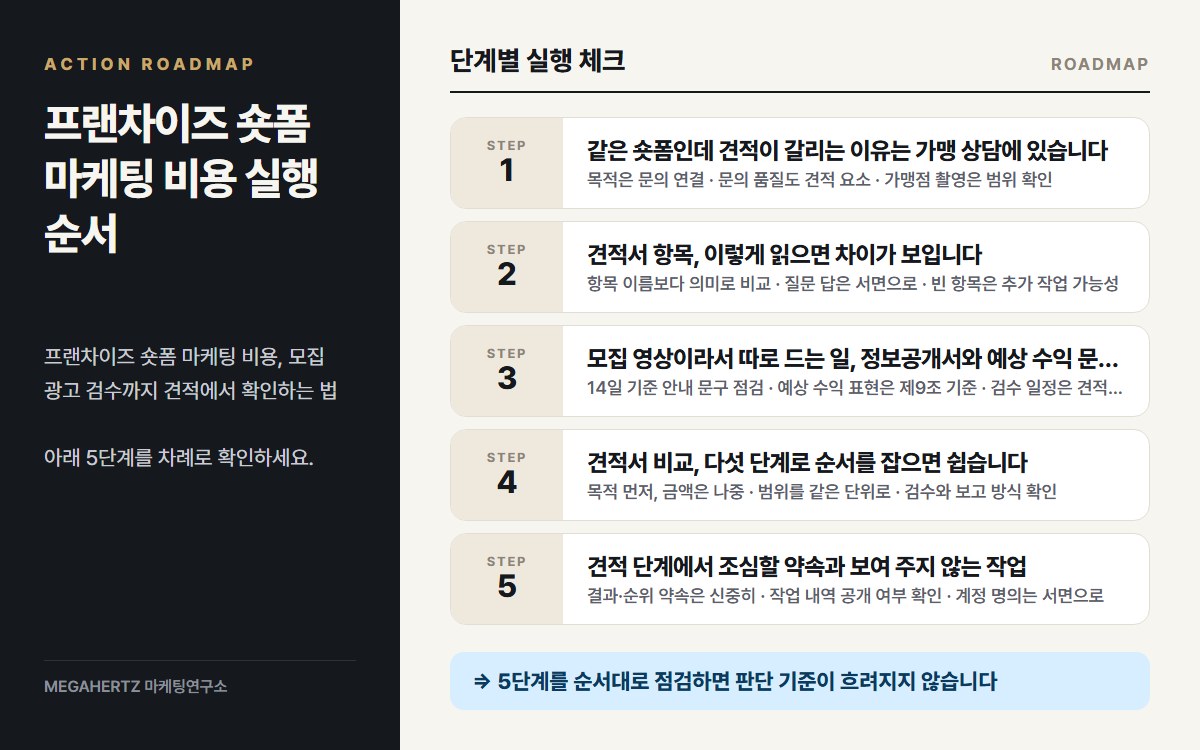 ACTION ROADMAP
프랜차이즈 숏폼
마케팅 비용 실행
순서
프랜차이즈 숏폼 마케팅 비용, 모집
광고 검수까지 견적에서 확인하는 법
아래 5단계를 차례로 확인하세요.
MEGAHERTZ 마케팅연구소
단계별 실행 체크
ROADMAP
STEP
1
같은 숏폼인데 견적이 갈리는 이유는 가맹 상담에 있습니다
목적은 문의 연결 · 문의 품질도 견적 요소 · 가맹점 촬영은 범위 확인
STEP
2
견적서 항목, 이렇게 읽으면 차이가 보입니다
항목 이름보다 의미로 비교 · 질문 답은 서면으로 · 빈 항목은 추가 작업 가능성
STEP
3
모집 영상이라서 따로 드는 일, 정보공개서와 예상 수익 문...
14일 기준 안내 문구 점검 · 예상 수익 표현은 제9조 기준 · 검수 일정은 견적...
STEP
4
견적서 비교, 다섯 단계로 순서를 잡으면 쉽습니다
목적 먼저, 금액은 나중 · 범위를 같은 단위로 · 검수와 보고 방식 확인
STEP
5
견적 단계에서 조심할 약속과 보여 주지 않는 작업
결과·순위 약속은 신중히 · 작업 내역 공개 여부 확인 · 계정 명의는 서면으로
→ 5단계를 순서대로 점검하면 판단 기준이 흐려지지 않습니다